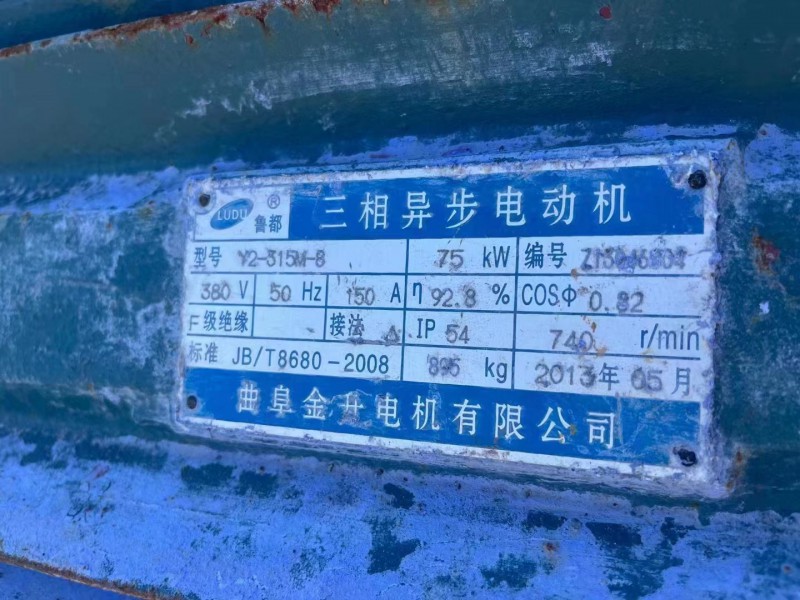 LUDU ® 鲁都 三相异步电动机
型号 Y2-315M-8 75 kW 编号
380 V 50 Hz 150 A η 92.8 % COSΦ 0.82
F级绝缘 接法 △ IP 54 740 r/min
标准 JB/T8680-2008 kg 2013年05月
曲阜金升电机有限公司